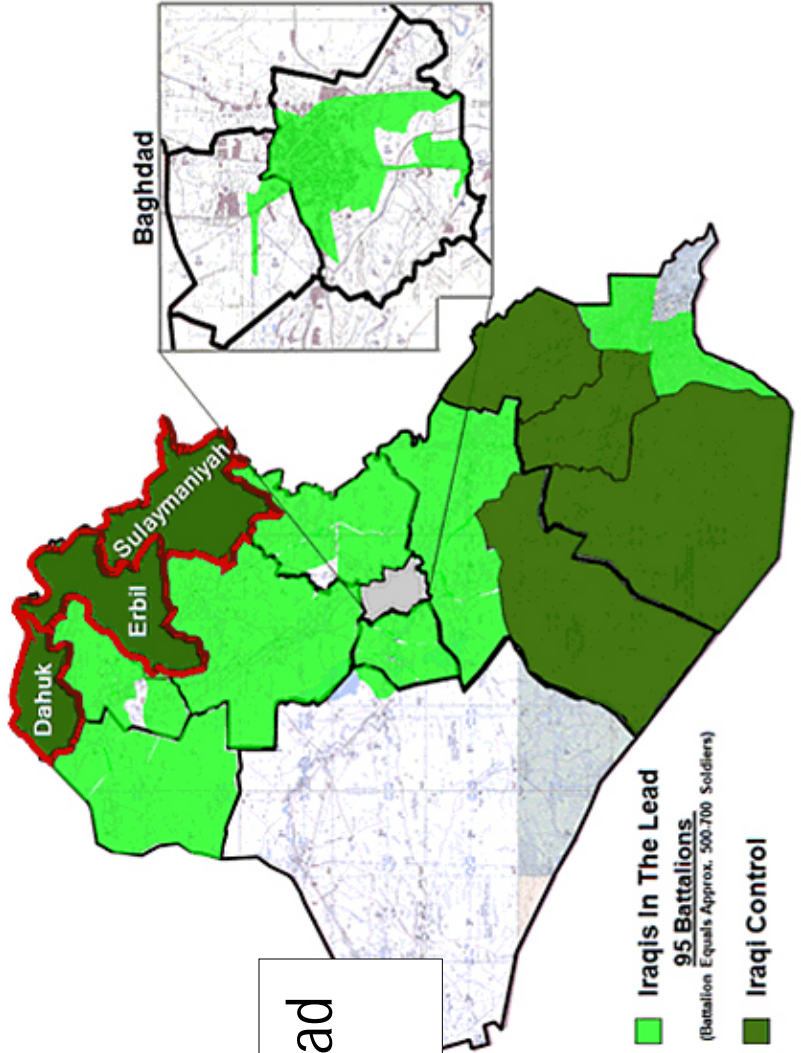 ad
Baghdad
Dahuk
Erbil
Sulaymaniyah
Iraqis In The Lead
95 Battalions
(Battalion Equals Approx. 500-700 Soldiers)
Iraqi Control